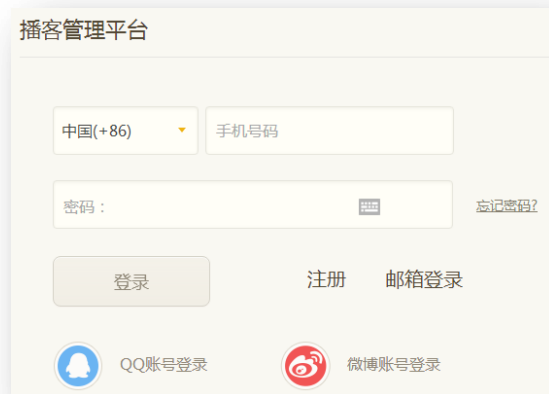 播客管理平台
中国(+86) 手机号码
密码： 忘记密码?
登录 注册 邮箱登录
QQ账号登录 微博账号登录